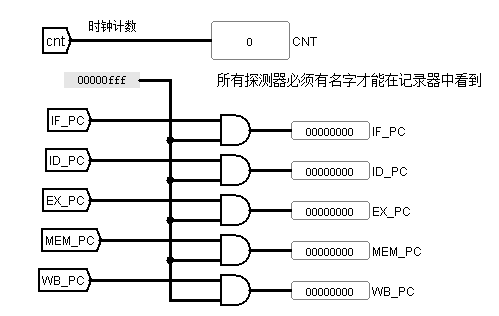 时钟计数
cnt 0 CNT
00000fff 所有探测器必须有名字才能在记录器中看到
IF_PC 00000000 IF_PC
ID_PC 00000000 ID_PC
EX_PC 00000000 EX_PC
MEM_PC 00000000 MEM_PC
WB_PC 00000000 WB_PC